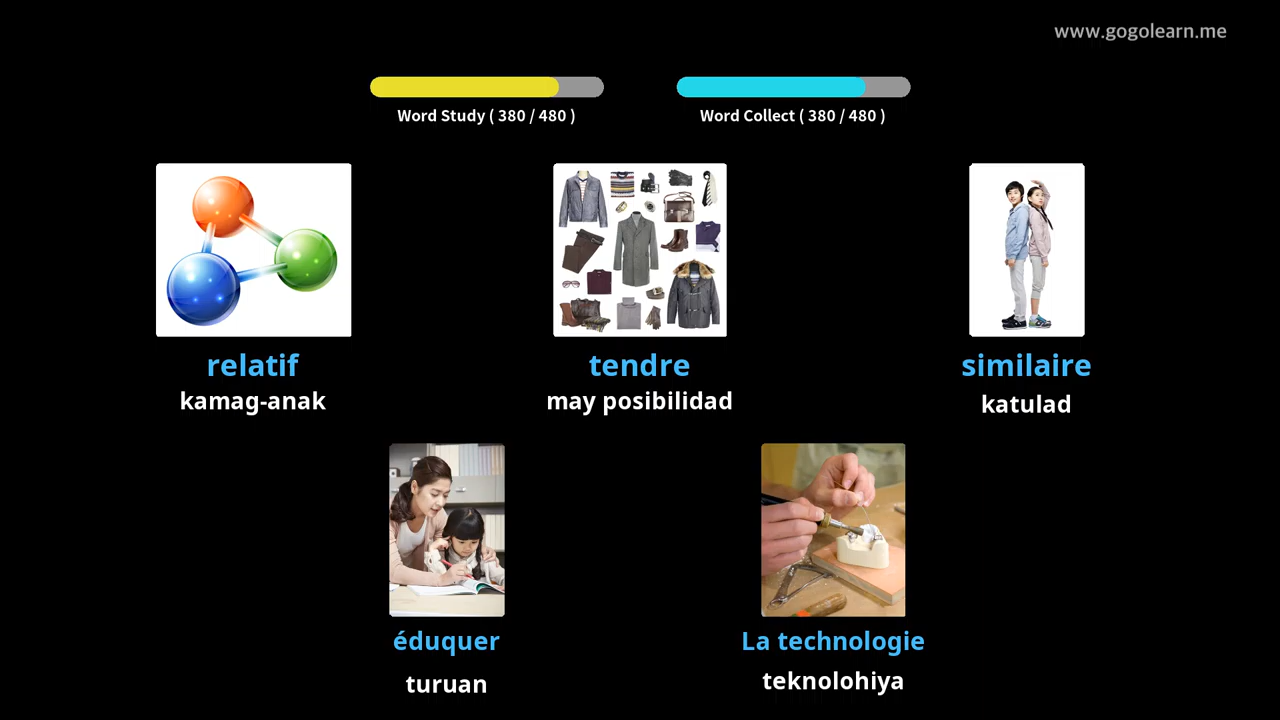 www.gogolearn.me
Word Study ( 380 / 480 )
Word Collect ( 380 / 480 )
relatif
kamag-anak
tendre
may posibilidad
similaire
katulad
éduquer
turuan
La technologie
teknolohiya